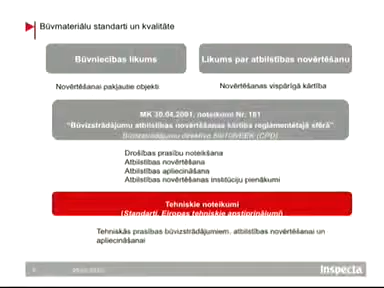 Būvmateriālu standarti un kvalitāte
Būvniecības likums
Likums par atbilstības novērtēšanu
Novērtēšanai pakļautie objekti
Novērtēšanas vispārīgā kārtība
MK 30.04.2001. noteikumi Nr. 181
"Būvizstrādājumu atbilstības novērtēšanas kārtība reglamentētajā sfērā"
Būvizstrādājumu direktīva 89/106/EEK (CPD)
Drošības prasību noteikšana
Atbilstības novērtēšana
Atbilstības apliecināšana
Atbilstības novērtēšanas institūciju pienākumi
Tehniskie noteikumi
(Standarti, Eiropas tehniskie apstiprinājumi)
Tehniskās prasības būvizstrādājumiem, atbilstības novērtēšanai un
apliecināšanai
Inspecta